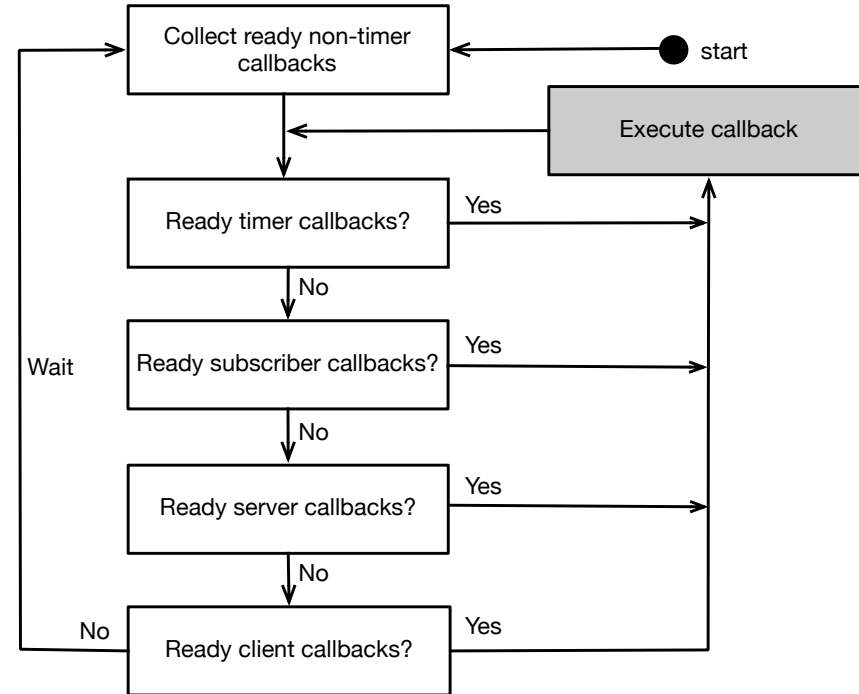 Collect ready non-timer
callbacks
start
Execute callback
Ready timer callbacks?
Yes
No
Ready subscriber callbacks?
Yes
Wait
No
Ready server callbacks?
Yes
No
Ready client callbacks?
Yes
No